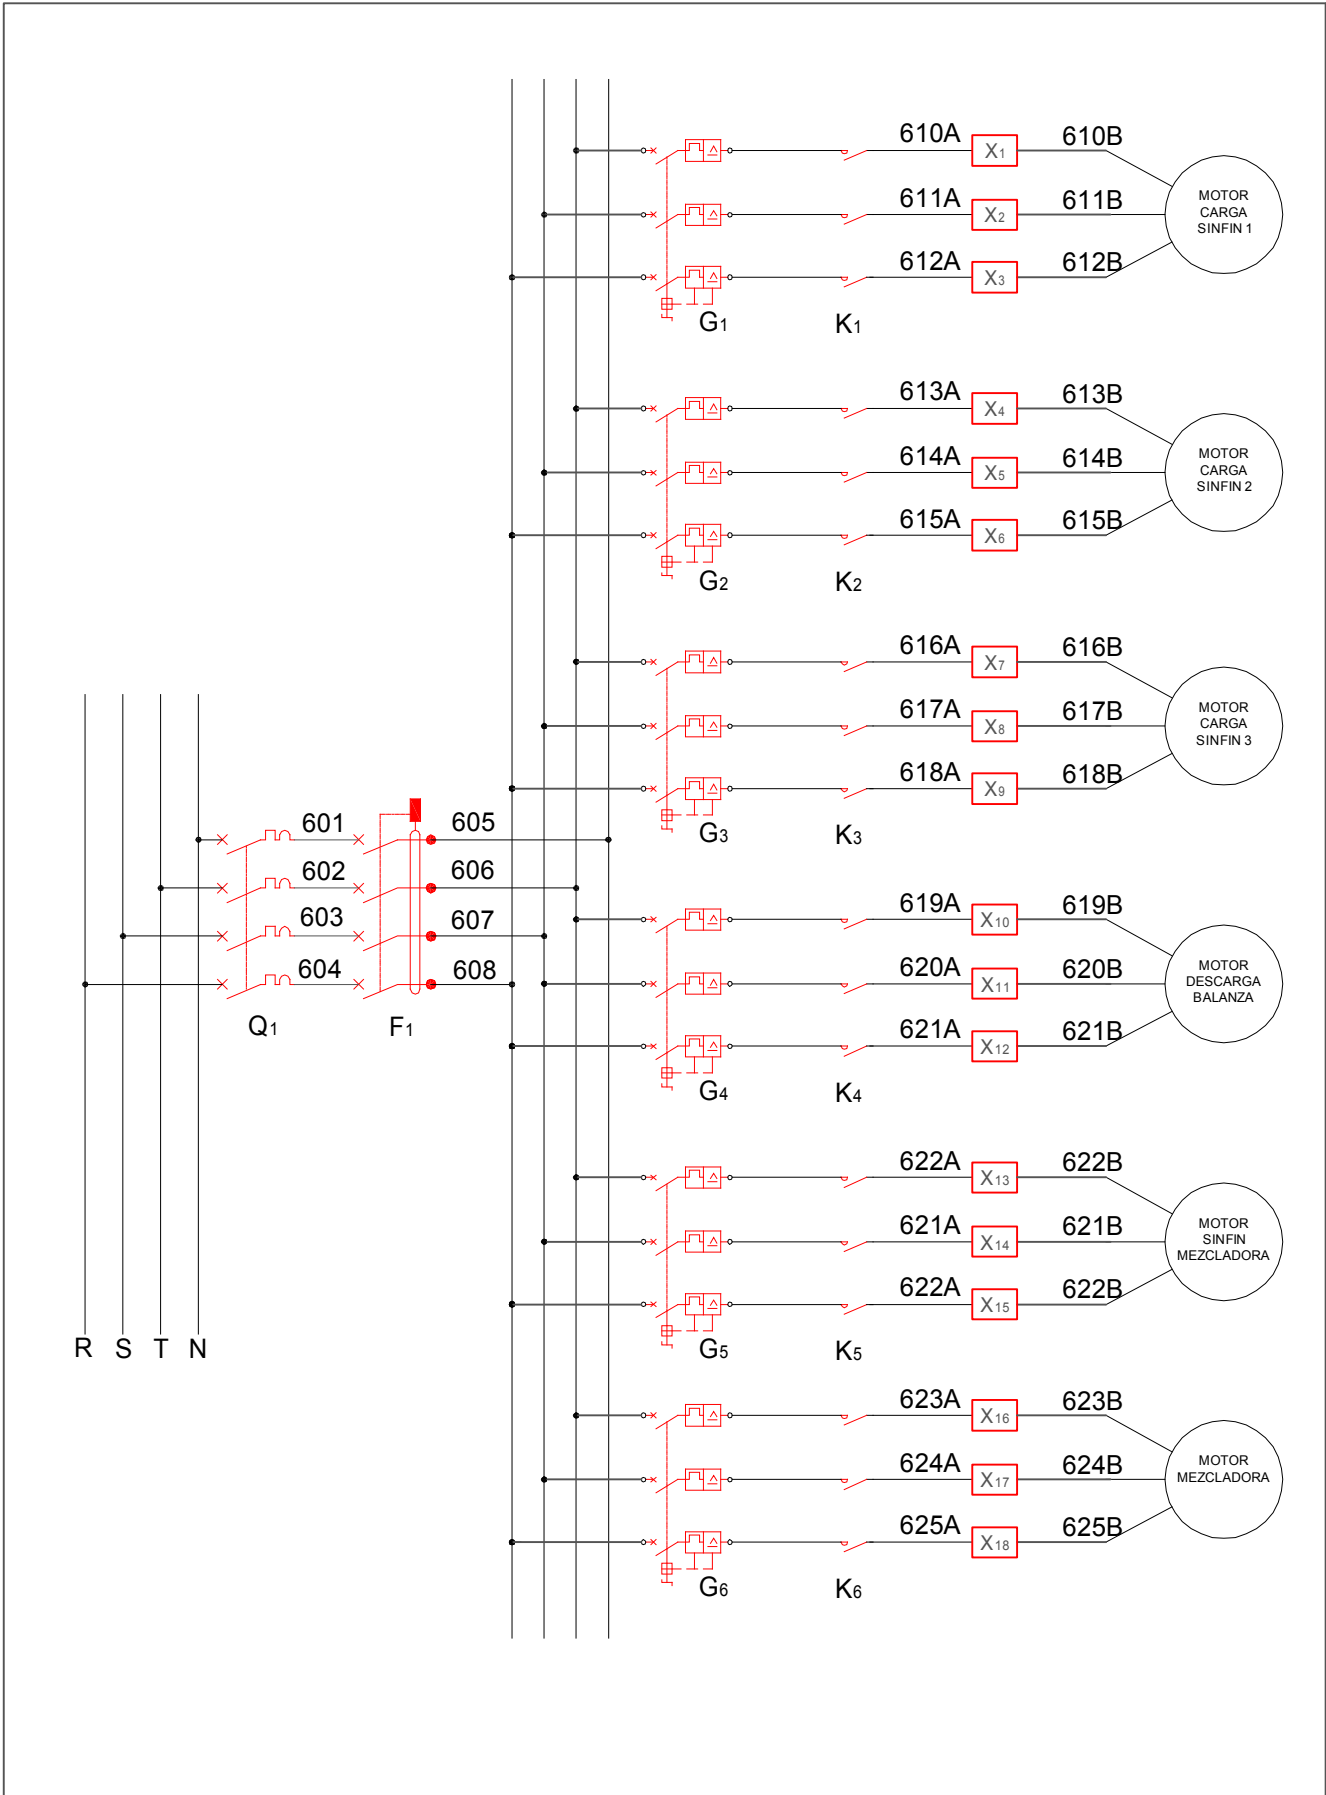 610A X1 610B
611A X2 611B
612A X3 612B
MOTOR
CARGA
SINFIN 1
G1 K1
613A X4 613B
614A X5 614B
615A X6 615B
MOTOR
CARGA
SINFIN 2
G2 K2
616A X7 616B
617A X8 617B
618A X9 618B
MOTOR
CARGA
SINFIN 3
G3 K3
601 605
602 606
603 607
604 608
Q1 F1
619A X10 619B
620A X11 620B
621A X12 621B
MOTOR
DESCARGA
BALANZA
G4 K4
622A X13 622B
621A X14 621B
622A X15 622B
MOTOR
SINFIN
MEZCLADORA
G5 K5
R S T N
623A X16 623B
624A X17 624B
625A X18 625B
MOTOR
MEZCLADORA
G6 K6